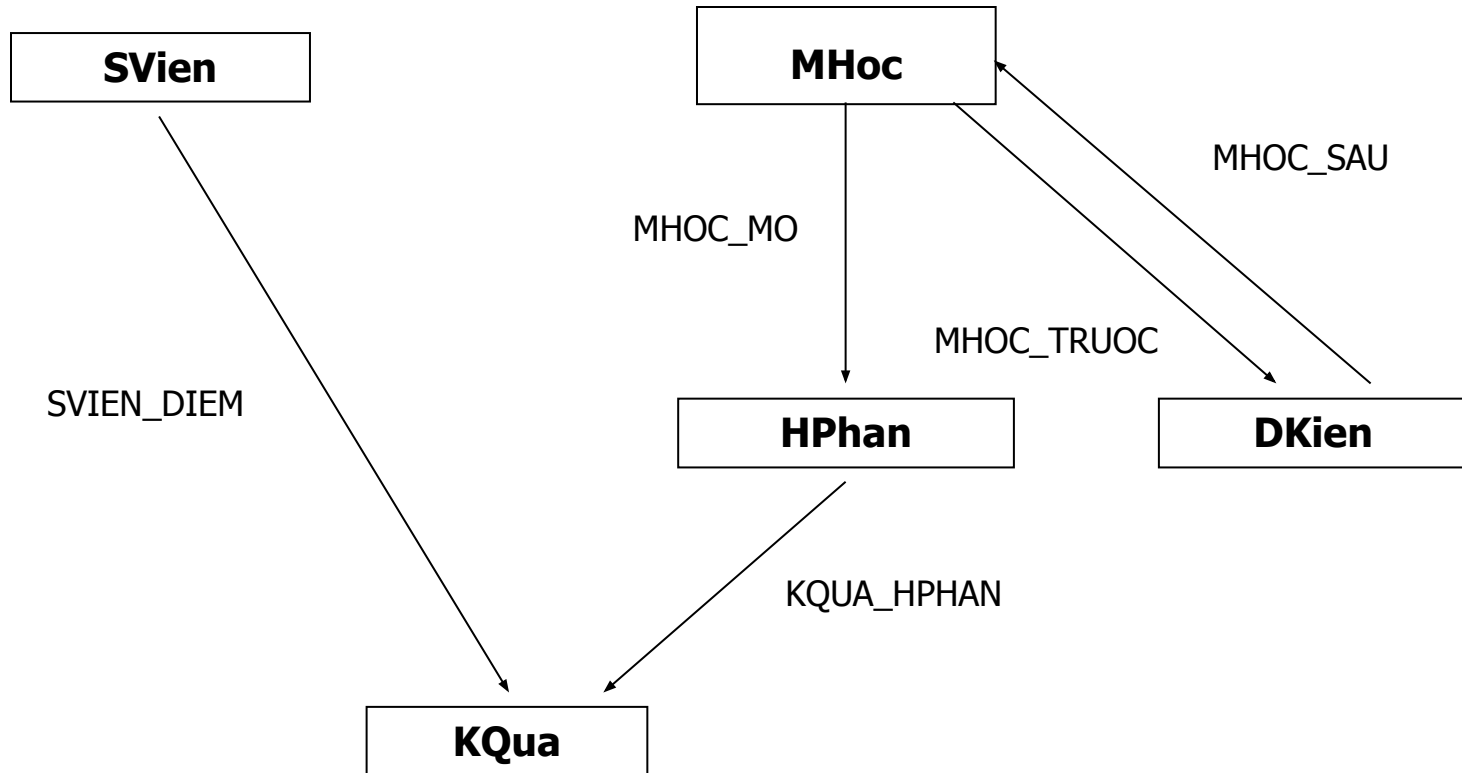 SVien
MHoc
MHOC_SAU
MHOC_MO
MHOC_TRUOC
SVIEN_DIEM
HPhan
DKien
KQUA_HPHAN
KQua